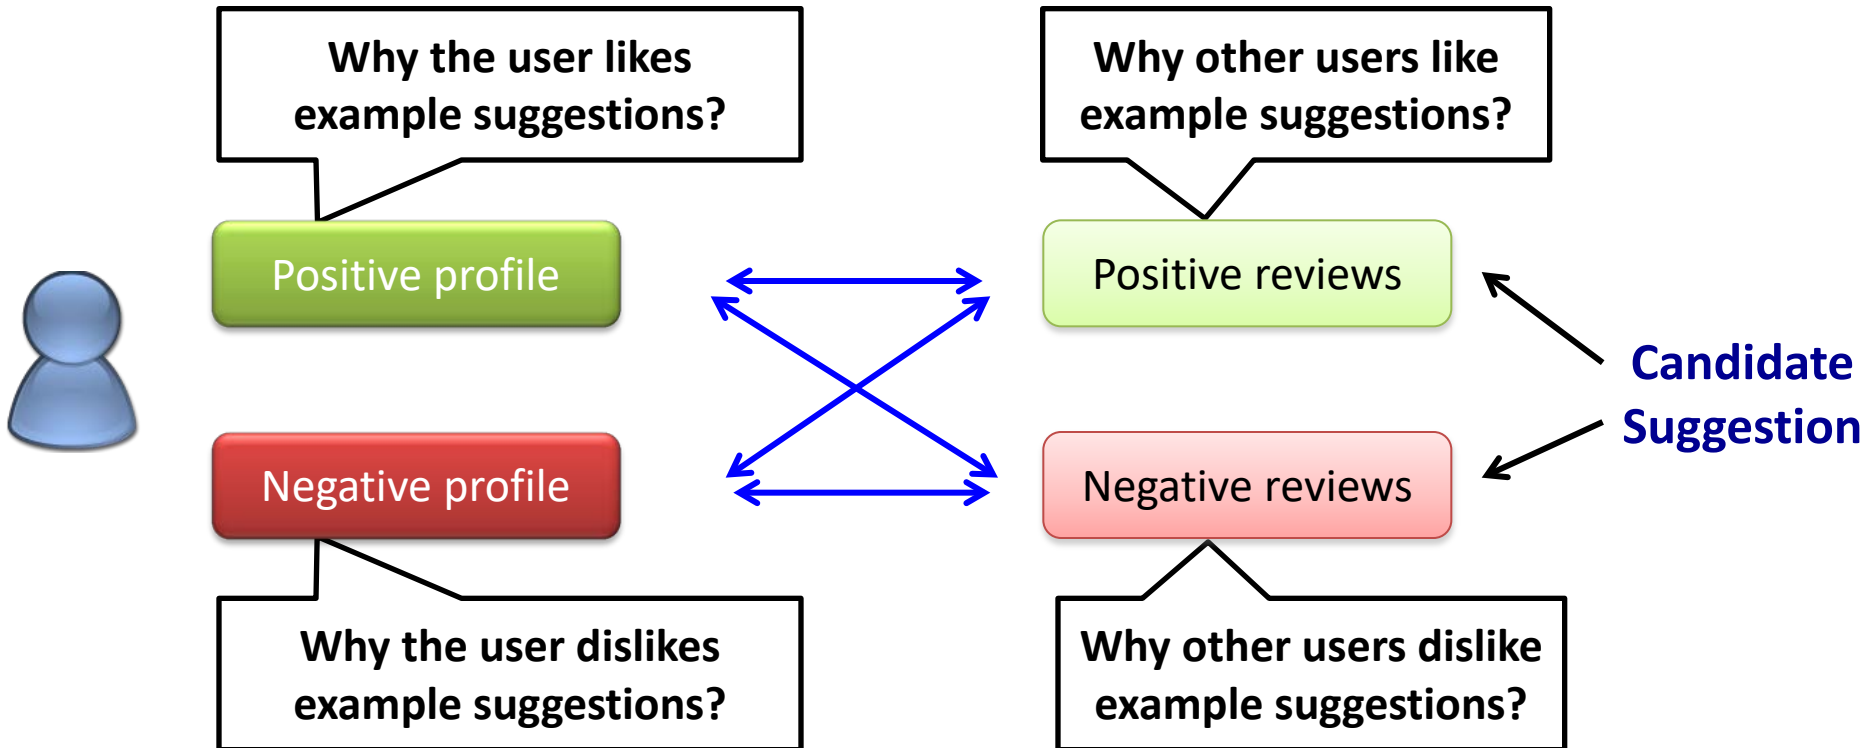 Why the user likes
example suggestions?
Why other users like
example suggestions?
Positive profile
Positive reviews
Candidate
Suggestion
Negative profile
Negative reviews
Why the user dislikes
example suggestions?
Why other users dislike
example suggestions?